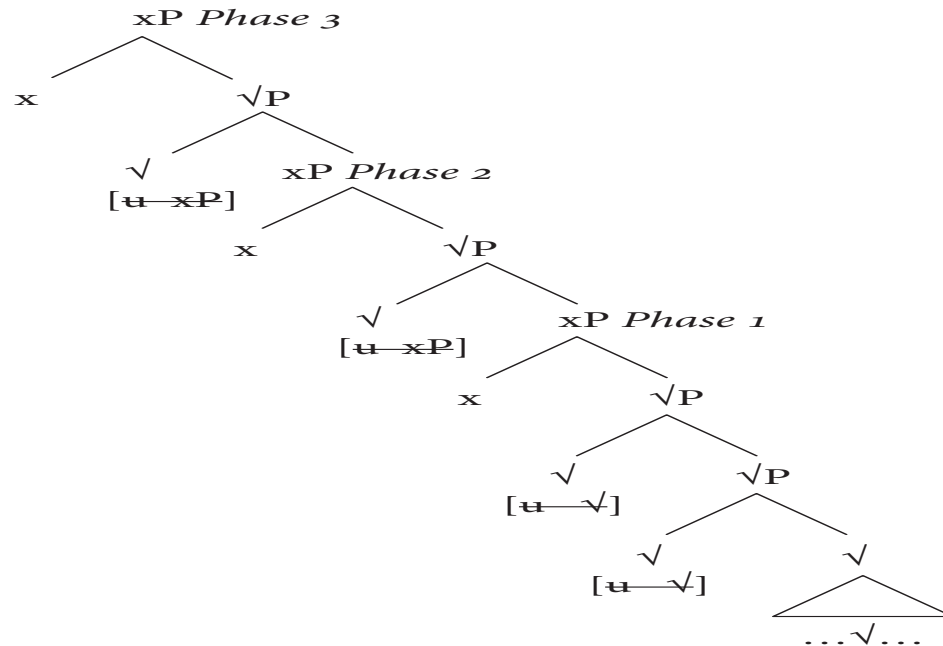 xP Phase 3
x √P
√ xP Phase 2
[u xP]
x √P
√ xP Phase 1
[u xP]
x √P
√ √P
[u √]
√ √
[u √]
...√...